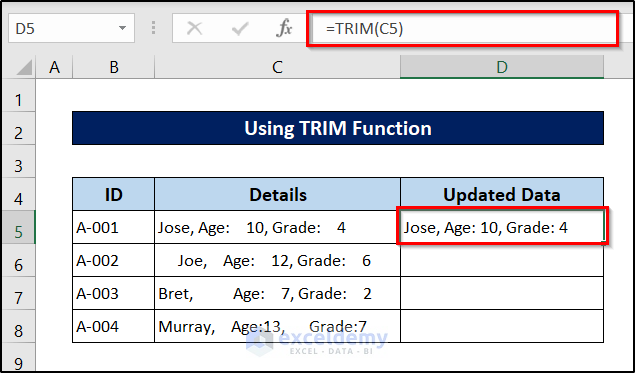 D5 fx =TRIM(C5)
A B C D
1
2 Using TRIM Function
3
4 ID Details Updated Data
5 A-001 Jose, Age:    10, Grade:    4 Jose, Age: 10, Grade: 4
6 A-002     Joe,    Age:    12, Grade:    6
7 A-003 Bret,        Age:    7, Grade:    2
8 A-004 Murray,    Age:13,      Grade:7
9
exceldemy
EXCEL - DATA - BI